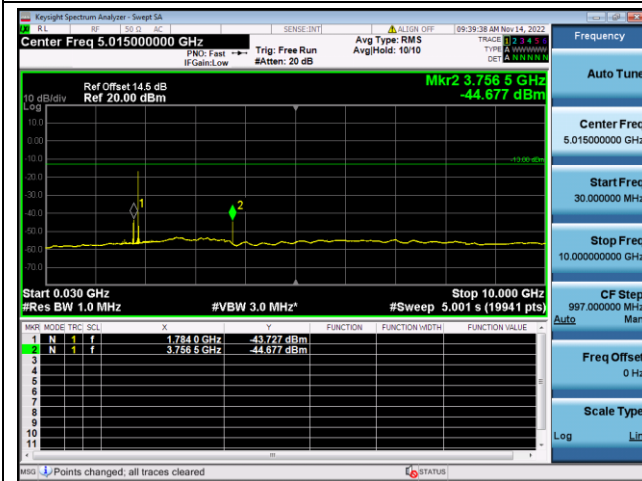 Keysight Spectrum Analyzer - Swept SA
RL RF 50 Ω AC SENSE:INT ALIGN OFF 09:39:38 AM Nov 14, 2022
Center Freq 5.015000000 GHz
PNO: Fast
IFGain:Low
Trig: Free Run
#Atten: 20 dB
Avg Type: RMS
Avg|Hold: 10/10
TRACE 1 2 3 4 5 6
TYPE A WWWWW
DET A N N N N N
Ref Offset 14.5 dB
Ref 20.00 dBm
10 dB/div
Log
Mkr2 3.756 5 GHz
-44.677 dBm
10.0
0.00
-10.0
-13.00 dBm
-20.0
-30.0
-40.0
-50.0
-60.0
-70.0
1
2
Start 0.030 GHz
Stop 10.000 GHz
#Res BW 1.0 MHz
#VBW 3.0 MHz*
#Sweep 5.001 s (19941 pts)
MKR MODE TRC SCL X Y FUNCTION FUNCTION WIDTH FUNCTION VALUE
1 N 1 f 1.784 0 GHz -43.727 dBm
2 N 1 f 3.756 5 GHz -44.677 dBm
3
4
5
6
7
8
9
10
11
MSG Points changed; all traces cleared
STATUS
Frequency
Auto Tune
Center Freq
5.015000000 GHz
Start Freq
30.000000 MHz
Stop Freq
10.000000000 GHz
CF Step
997.000000 MHz
Auto Man
Freq Offset
0 Hz
Scale Type
Log Lin